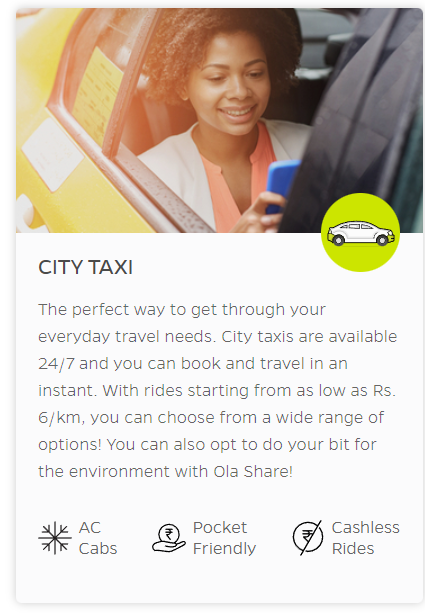 CITY TAXI
The perfect way to get through your
everyday travel needs. City taxis are available
24/7 and you can book and travel in an
instant. With rides starting from as low as Rs.
6/km, you can choose from a wide range of
options! You can also opt to do your bit for
the environment with Ola Share!
AC
Cabs
Pocket
Friendly
Cashless
Rides